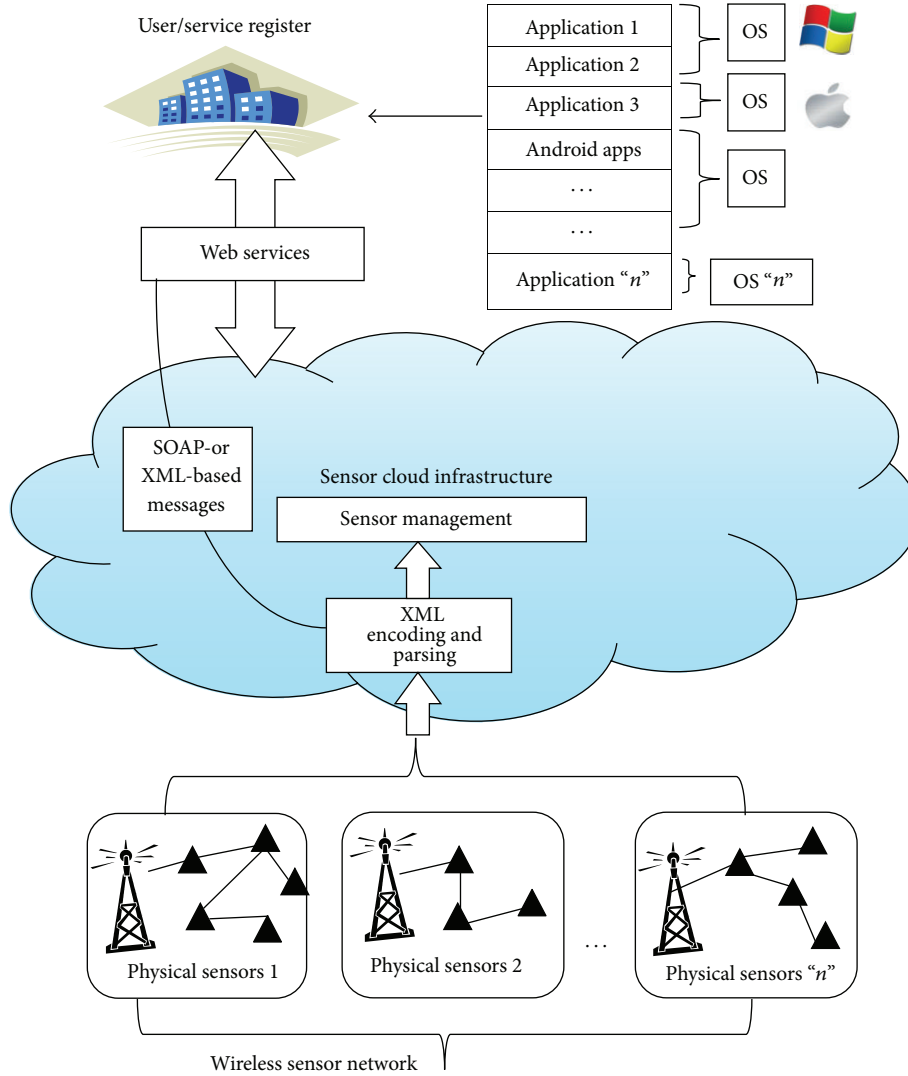 User/service register
Application 1
OS
Application 2
Application 3
OS
Android apps
...
OS
...
Application “n”
OS “n”
Web services
SOAP-or
XML-based
messages
Sensor cloud infrastructure
Sensor management
XML
encoding and
parsing
Physical sensors 1
Physical sensors 2
...
Physical sensors “n”
Wireless sensor network